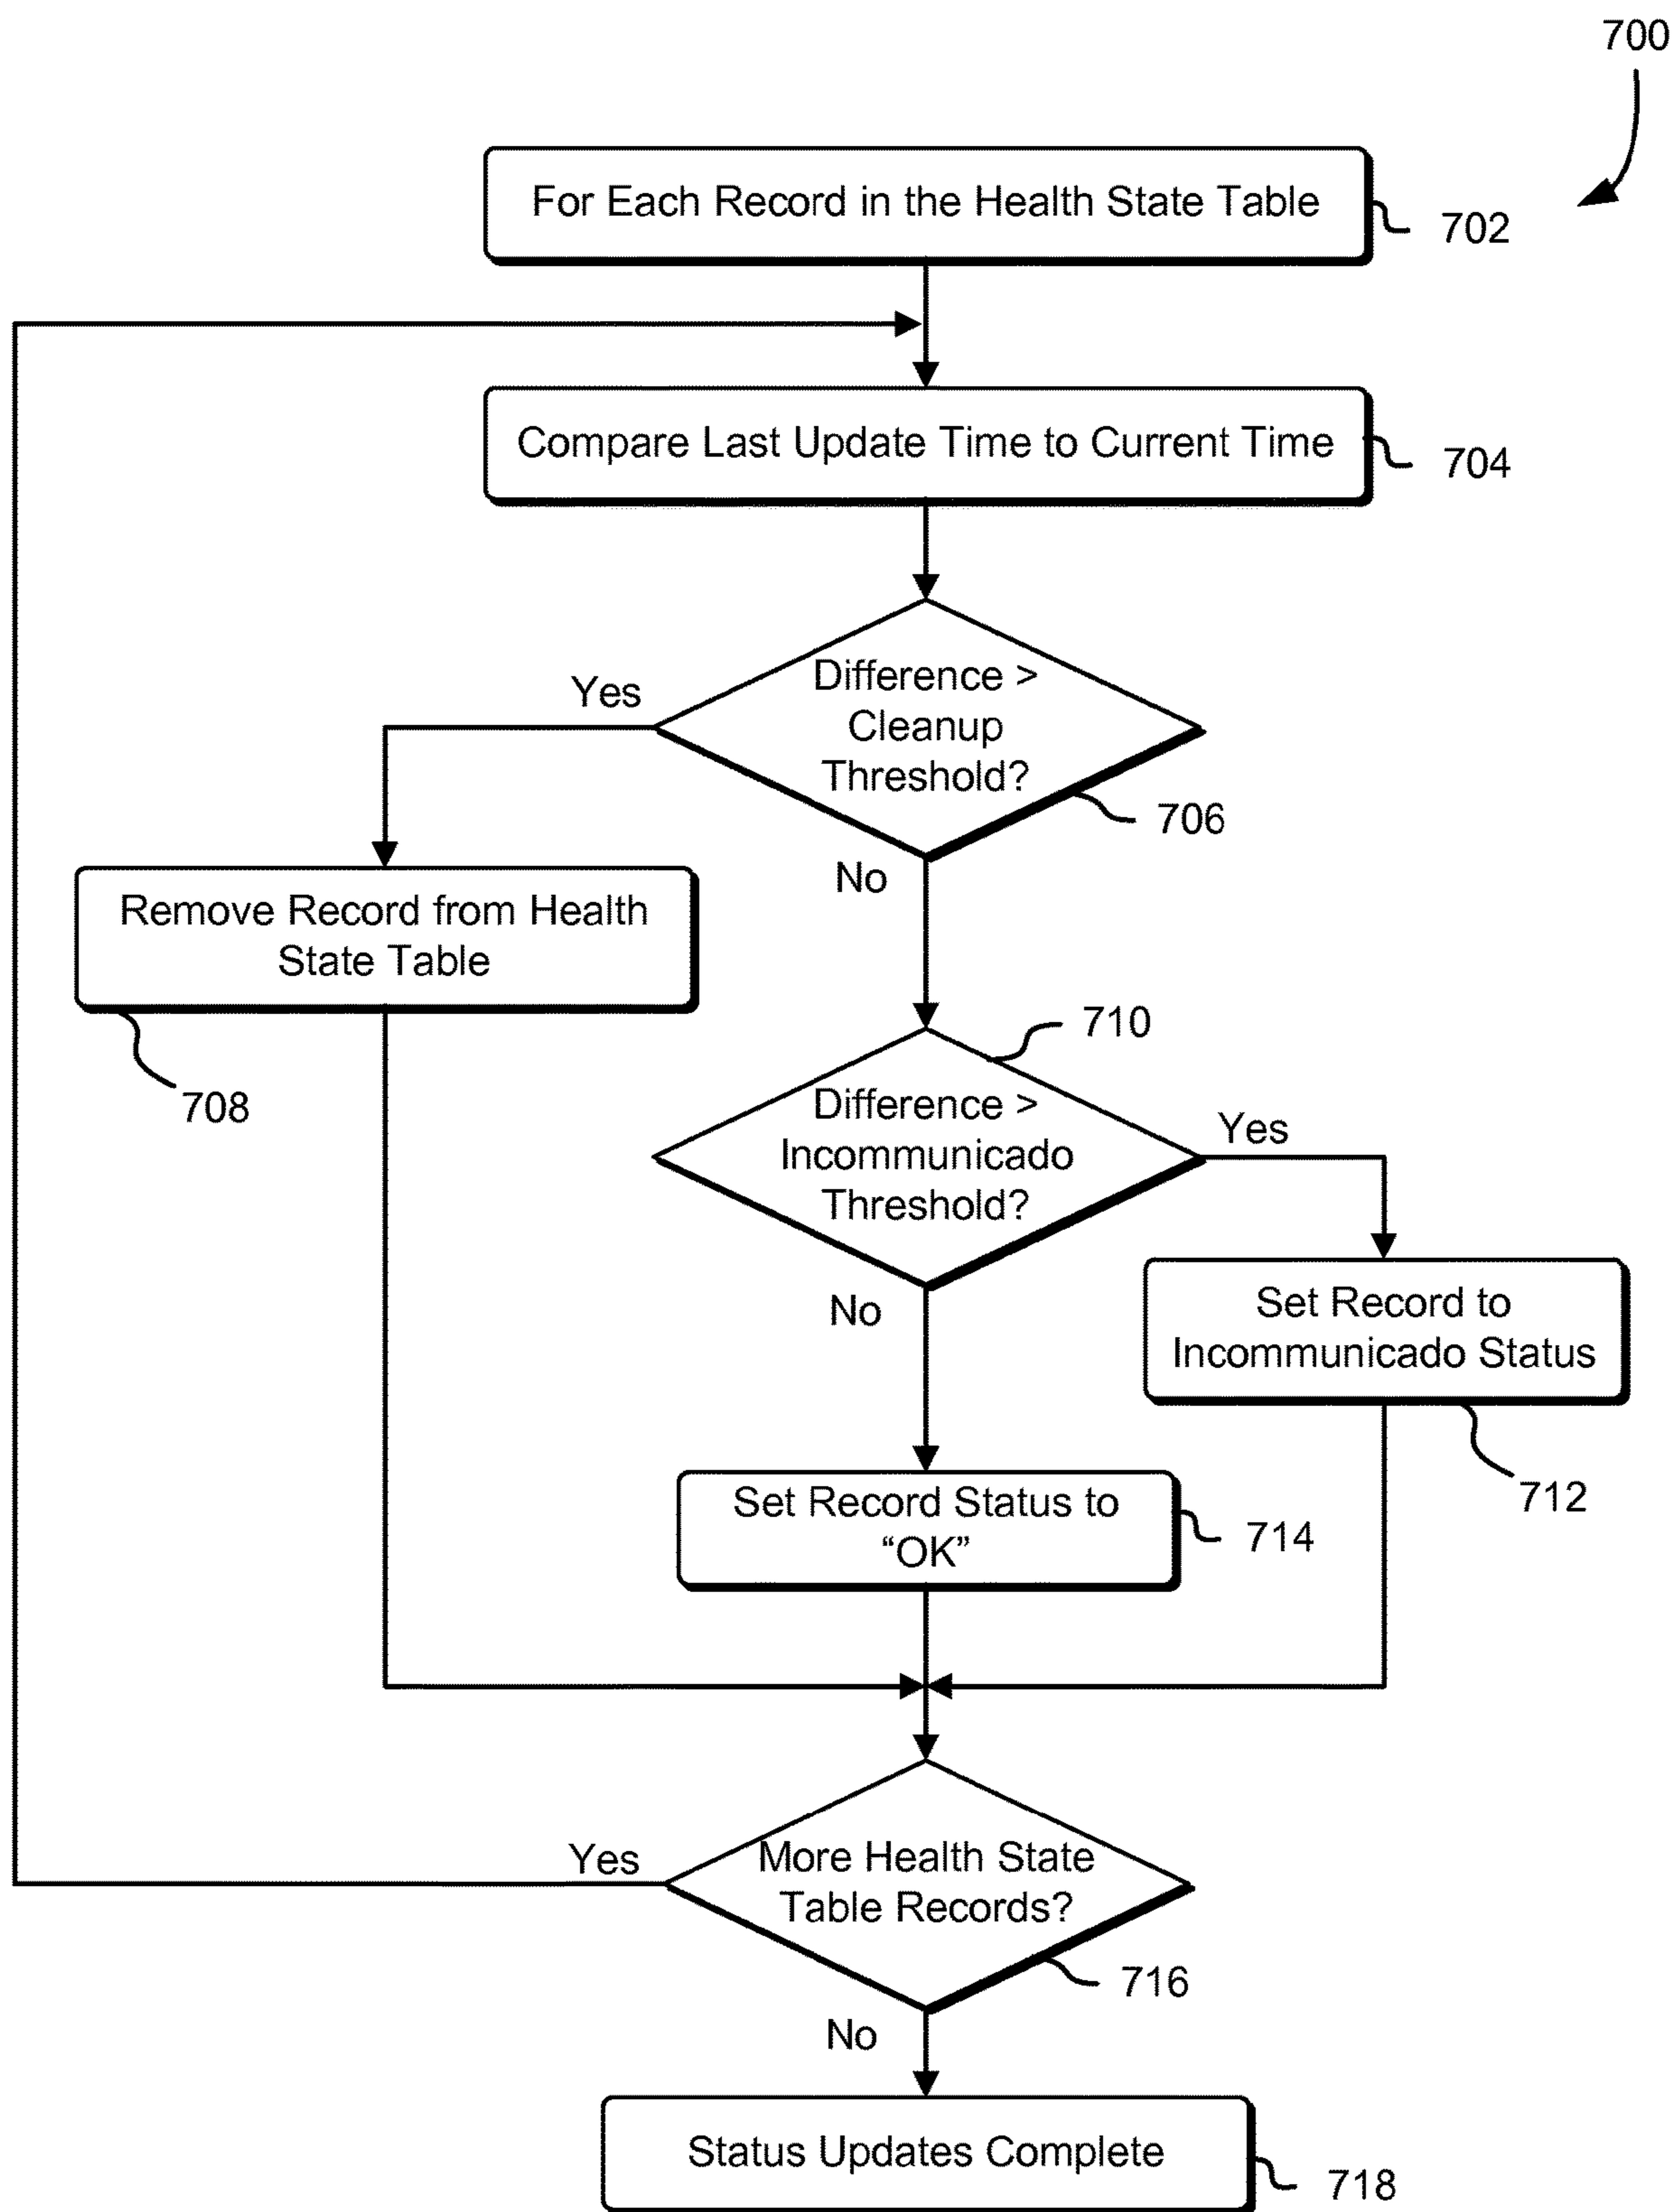 700
For Each Record in the Health State Table
702
Compare Last Update Time to Current Time
704
Difference >
Cleanup
Threshold?
Yes
706
No
Remove Record from Health
State Table
708
710
Difference >
Incommunicado
Threshold?
Yes
No
Set Record to
Incommunicado Status
712
Set Record Status to
“OK”
714
More Health State
Table Records?
Yes
716
No
Status Updates Complete
718